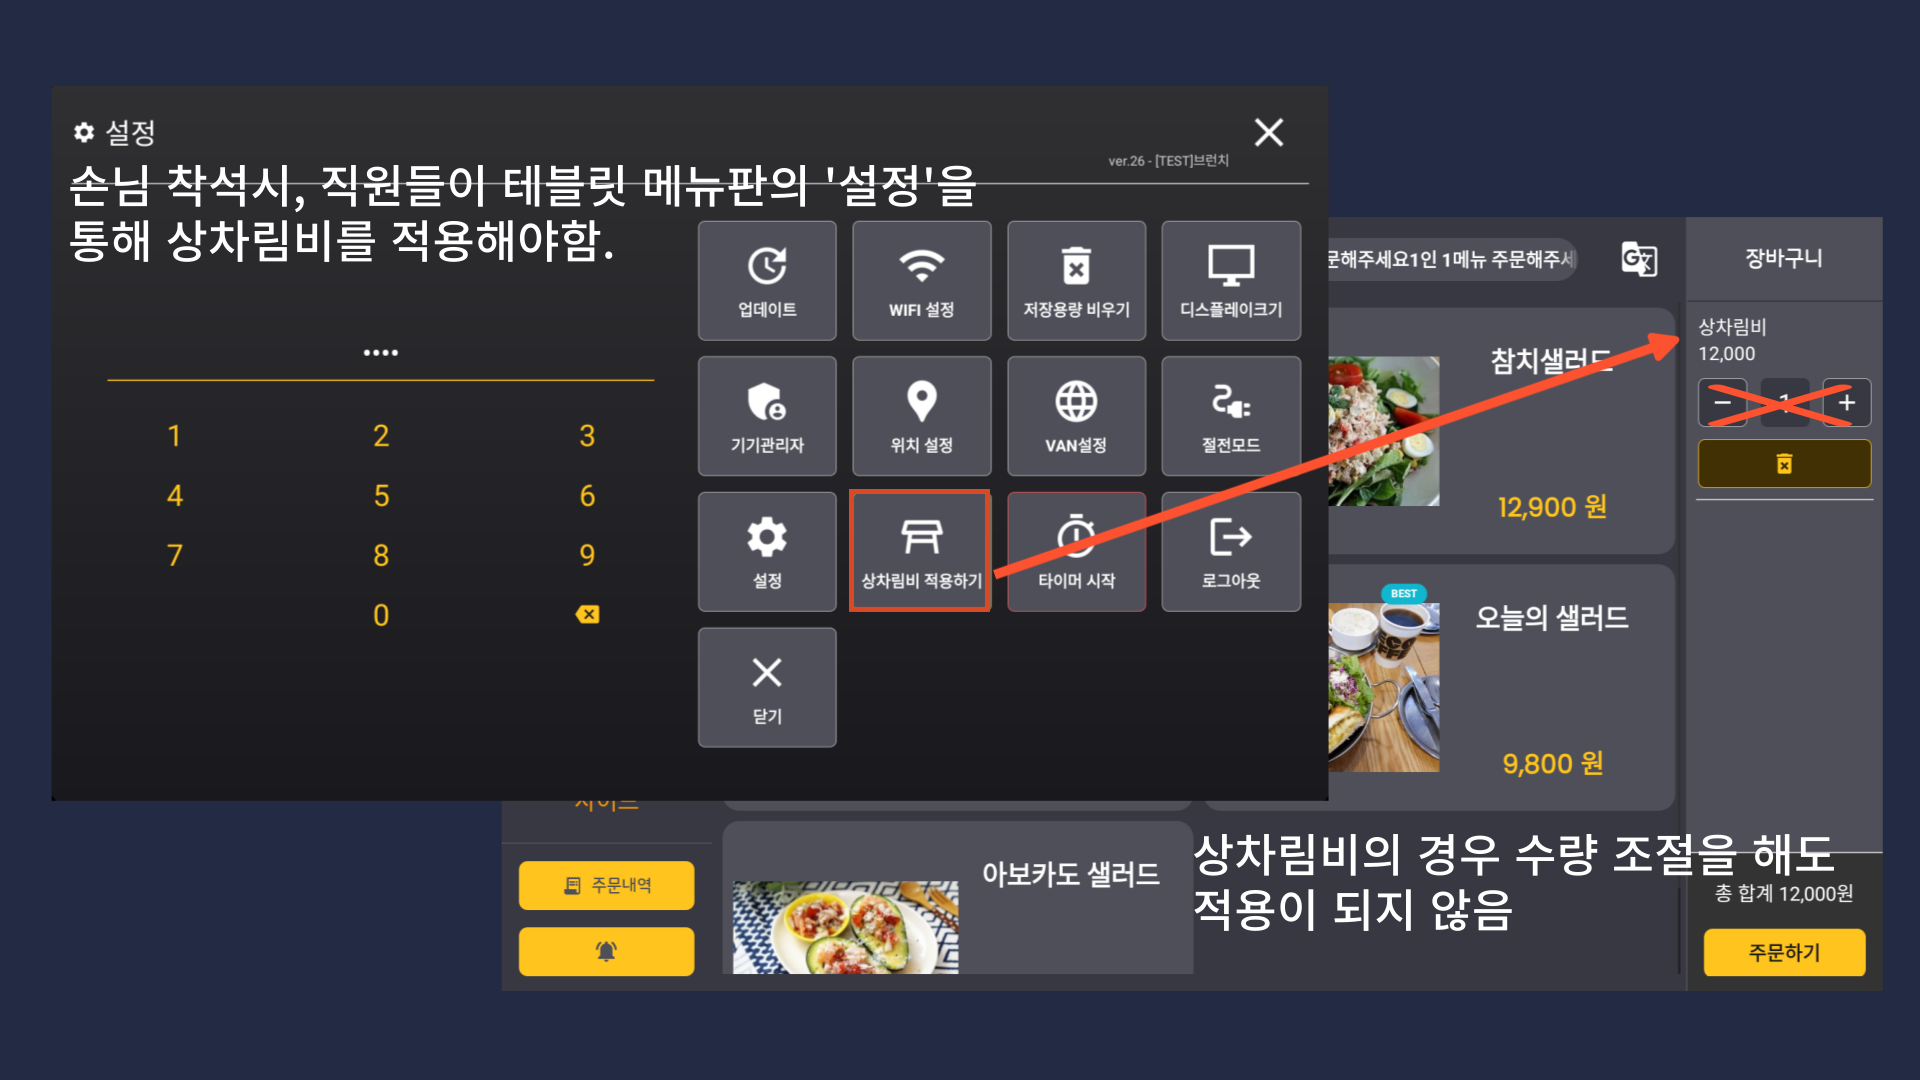 설정
ver.26 - [TEST]브런치
손님 착석시, 직원들이 테블릿 메뉴판의 '설정'을
통해 상차림비를 적용해야함.
••••
1 2 3
4 5 6
7 8 9
0
업데이트
WIFI 설정
저장용량 비우기
디스플레이크기
기기관리자
위치 설정
VAN설정
절전모드
설정
상차림비 적용하기
타이머 시작
로그아웃
닫기
문해주세요1인 1메뉴 주문해주세
장바구니
상차림비
12,000
1
참치샐러드
12,900 원
BEST
오늘의 샐러드
9,800 원
사이드
주문내역
아보카도 샐러드
상차림비의 경우 수량 조절을 해도
적용이 되지 않음
총 합계 12,000원
주문하기